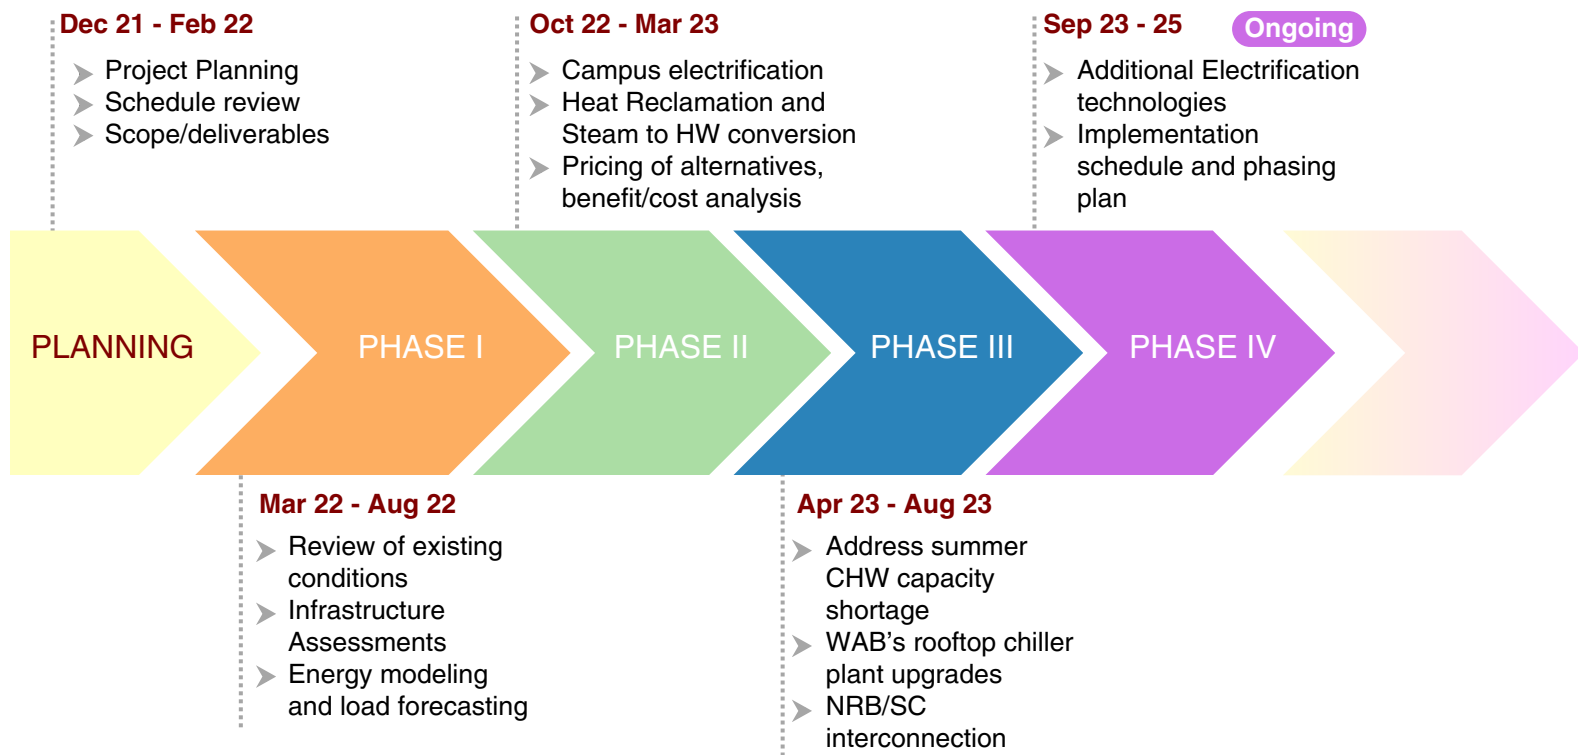 Dec 21 - Feb 22
Project Planning
Schedule review
Scope/deliverables
Oct 22 - Mar 23
Campus electrification
Heat Reclamation and
Steam to HW conversion
Pricing of alternatives,
benefit/cost analysis
Sep 23 - 25
Ongoing
Additional Electrification
technologies
Implementation
schedule and phasing
plan
PLANNING
PHASE I
PHASE II
PHASE III
PHASE IV
Mar 22 - Aug 22
Review of existing
conditions
Infrastructure
Assessments
Energy modeling
and load forecasting
Apr 23 - Aug 23
Address summer
CHW capacity
shortage
WAB's rooftop chiller
plant upgrades
NRB/SC
interconnection